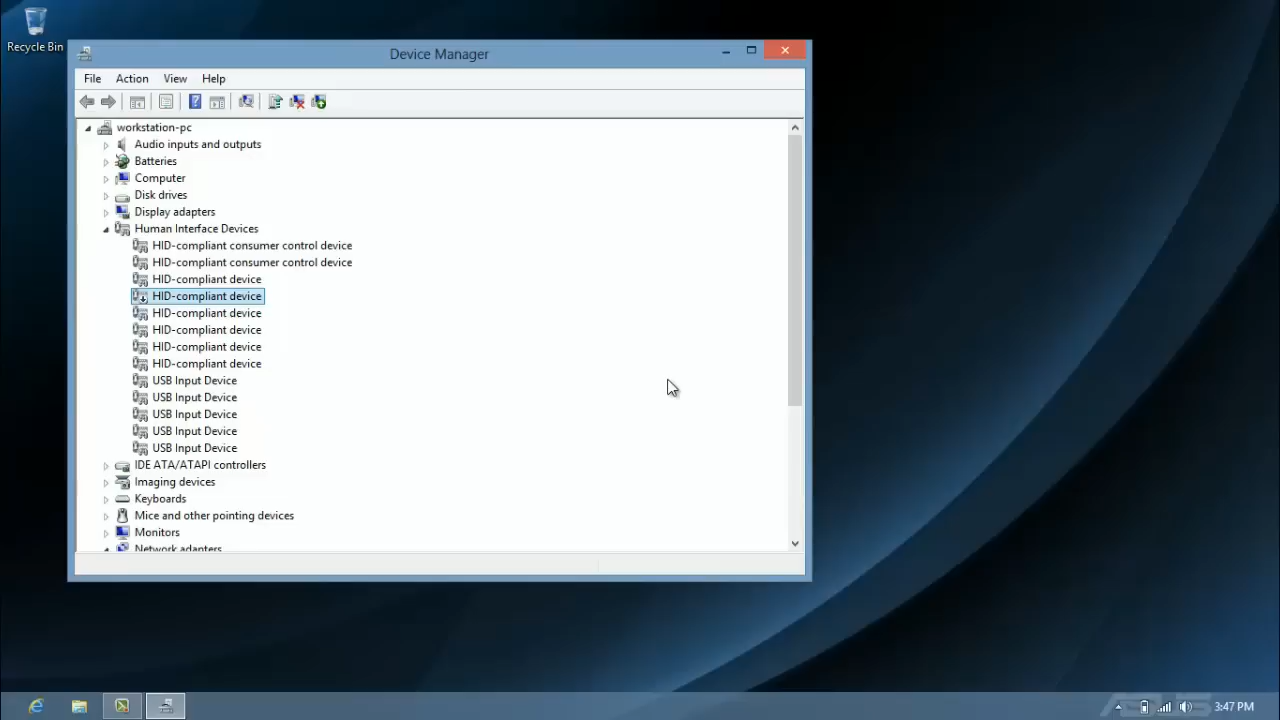 Recycle Bin
Device Manager
File Action View Help
workstation-pc
Audio inputs and outputs
Batteries
Computer
Disk drives
Display adapters
Human Interface Devices
HID-compliant consumer control device
HID-compliant consumer control device
HID-compliant device
HID-compliant device
HID-compliant device
HID-compliant device
HID-compliant device
HID-compliant device
USB Input Device
USB Input Device
USB Input Device
USB Input Device
USB Input Device
IDE ATA/ATAPI controllers
Imaging devices
Keyboards
Mice and other pointing devices
Monitors
Network adapters
ASUS
3:47 PM